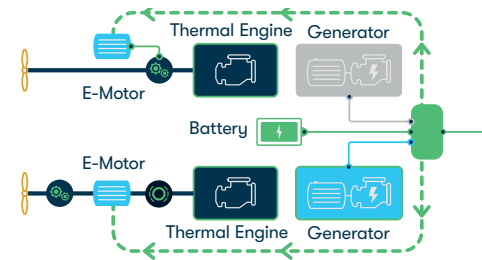 Thermal Engine
Generator
E-Motor
Battery
E-Motor
Thermal Engine
Generator